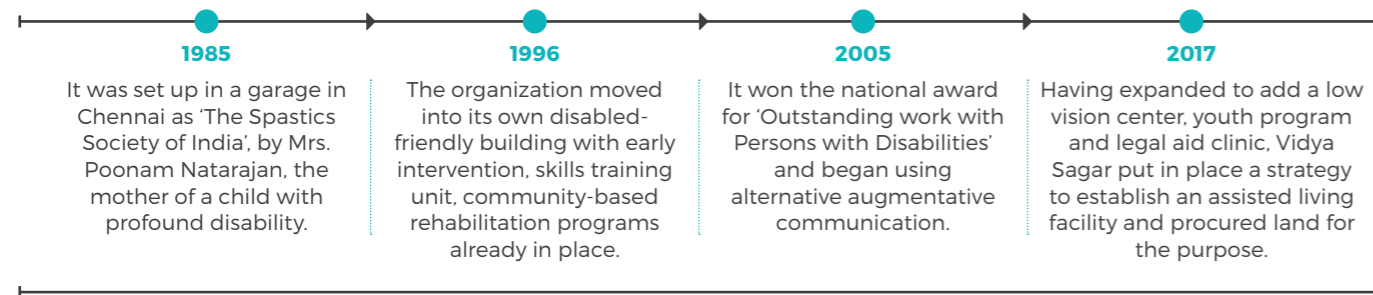 1985
It was set up in a garage in
Chennai as ‘The Spastics
Society of India’, by Mrs.
Poonam Natarajan, the
mother of a child with
profound disability.
1996
The organization moved
into its own disabled-
friendly building with early
intervention, skills training
unit, community-based
rehabilitation programs
already in place.
2005
It won the national award
for ‘Outstanding work with
Persons with Disabilities’
and began using
alternative augmentative
communication.
2017
Having expanded to add a low
vision center, youth program
and legal aid clinic, Vidya
Sagar put in place a strategy
to establish an assisted living
facility and procured land for
the purpose.